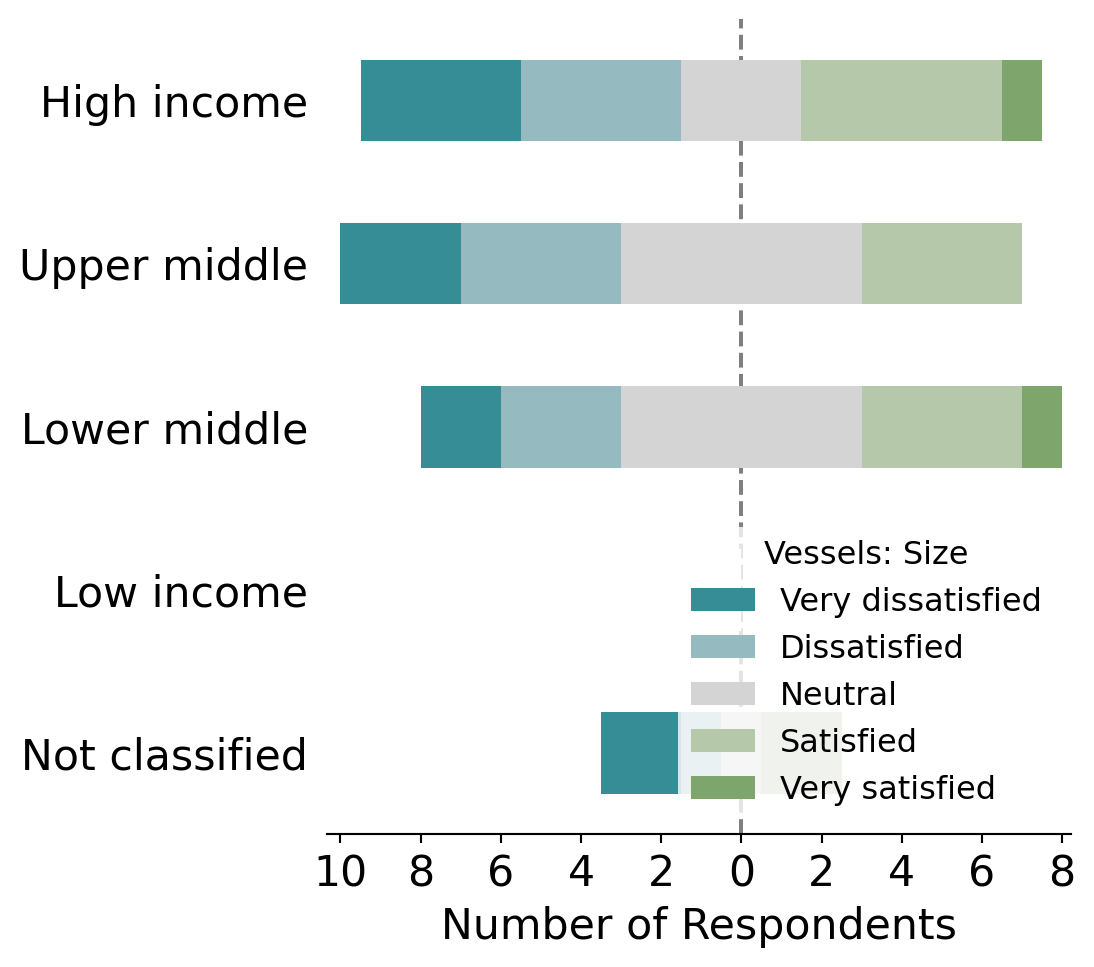 High income
Upper middle
Lower middle
Low income
Not classified
Vessels: Size
Very dissatisfied
Dissatisfied
Neutral
Satisfied
Very satisfied
10 8 6 4 2 0 2 4 6 8
Number of Respondents